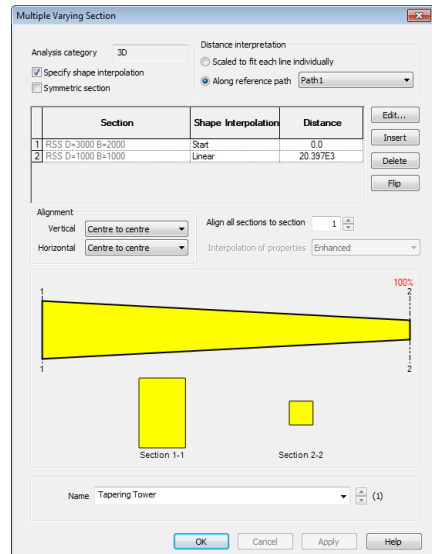 Multiple Varying Section
Analysis category 3D
Distance interpretation
Scaled to fit each line individually
Specify shape interpolation
Along reference path Path1
Symmetric section
Section Shape Interpolation Distance
1 RSS D=3000 B=2000 Start 0.0
2 RSS D=1000 B=1000 Linear 20.397E3
Edit...
Insert
Delete
Flip
Alignment
Vertical Centre to centre
Horizontal Centre to centre
Align all sections to section 1
Interpolation of properties Enhanced
100%
1 2
1 2
Section 1-1 Section 2-2
Name Tapering Tower (1)
OK Cancel Apply Help